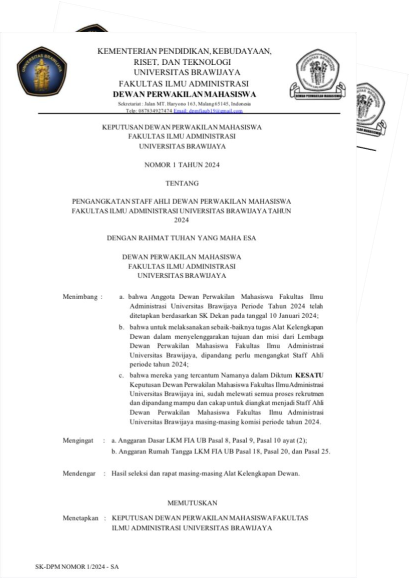 KEMENTERIAN PENDIDIKAN, KEBUDAYAAN,
RISET, DAN TEKNOLOGI
UNIVERSITAS BRAWIJAYA
FAKULTAS ILMU ADMINISTRASI
DEWAN PERWAKILAN MAHASISWA
Sekretariat: Jalan MT. Haryono 163, Malang65145, Indonesia
KEPUTUSAN DEWAN PERWAKILAN MAHASISWA
FAKULTAS ILMU ADMINISTRASI
UNIVERSITAS BRAWIJAYA
NOMOR 1 TAHUN 2024
TENTANG
PENGANGKATAN STAFF AHLI DEWAN PERWAKILAN MAHASISWA
FAKULTAS ILMU ADMINISTRASI UNIVERSITAS BRAWIJAYA TAHUN
2024
DENGAN RAHMAT TUHAN YANG MAHA ESA
DEWAN PERWAKILAN MAHASISWA
FAKULTAS ILMU ADMINISTRASI
UNIVERSITAS BRAWIJAYA
Menimbang : a. bahwa Anggota Dewan Perwakilan Mahasiswa Fakultas Ilmu
Administrasi Universitas Brawijaya Periode Tahun 2024 telah
ditetapkan berdasarkan SK Dekan pada tanggal 10 Januari 2024;
b. bahwa untuk melaksanakan sebaik-baiknya tugas Alat Kelengkapan
Dewan dalam menyelenggarakan tujuan dan misi dari Lembaga
Dewan Perwakilan Mahasiswa Fakultas Ilmu Administrasi
Universitas Brawijaya, dipandang perlu mengangkat Staff Ahli
periode tahun 2024;
c. bahwa mereka yang tercantum Namanya dalam Diktum KESATU
Keputusan Dewan Perwakilan Mahasiswa Fakultas Ilmu Administrasi
Universitas Brawijaya ini, sudah melewati semua proses rekrutmen
dan dipandang mampu dan cakap untuk diangkat menjadi Staff Ahli
Dewan Perwakilan Mahasiswa Fakultas Ilmu Administrasi
Universitas Brawijaya masing-masing komisi periode tahun 2024.
Mengingat : a. Anggaran Dasar LKM FIA UB Pasal 8, Pasal 9, Pasal 10 ayat (2);
b. Anggaran Rumah Tangga LKM FIA UB Pasal 18, Pasal 20, dan Pasal 25.
Mendengar : Hasil seleksi dan rapat masing-masing Alat Kelengkapan Dewan.
MEMUTUSKAN
Menetapkan : KEPUTUSAN DEWAN PERWAKILAN MAHASISWA FAKULTAS
ILMU ADMINISTRASI UNIVERSITAS BRAWIJAYA
SK-DPM NOMOR 1/2024 - SA